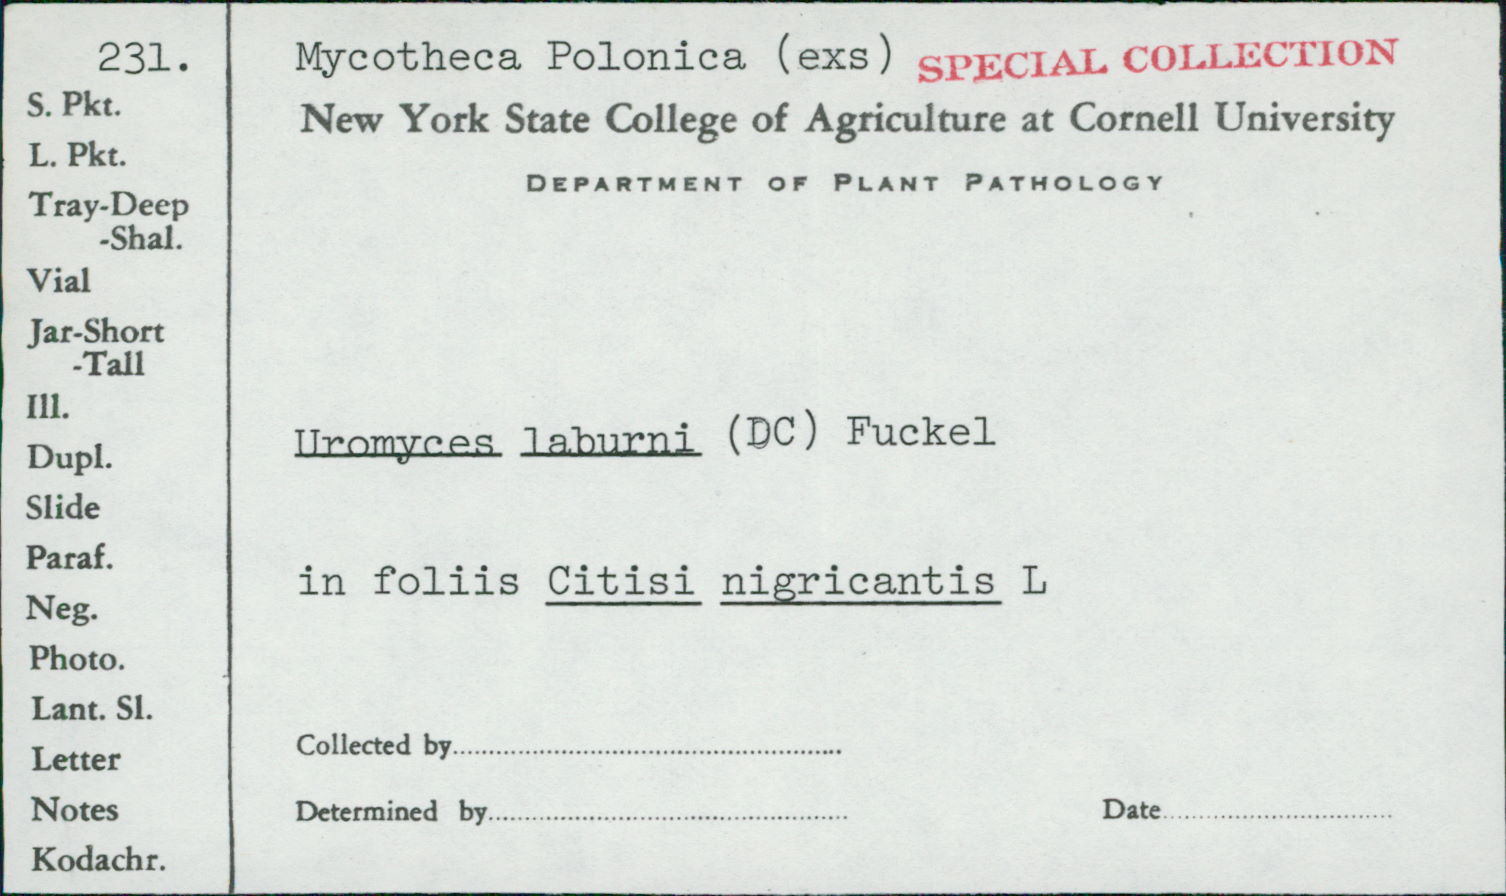 231.
S. Pkt.
L. Pkt.
Tray-Deep
-Shal.
Vial
Jar-Short
-Tall
Ill.
Dupl.
Slide
Paraf.
Neg.
Photo.
Lant. Sl.
Letter
Notes
Kodachr.
Mycotheca Polonica (exs) SPECIAL COLLECTION
New York State College of Agriculture at Cornell University
DEPARTMENT OF PLANT PATHOLOGY
Uromyces laburni (DC) Fuckel
in foliis Citisi nigricantis L
Collected by
Determined by Date